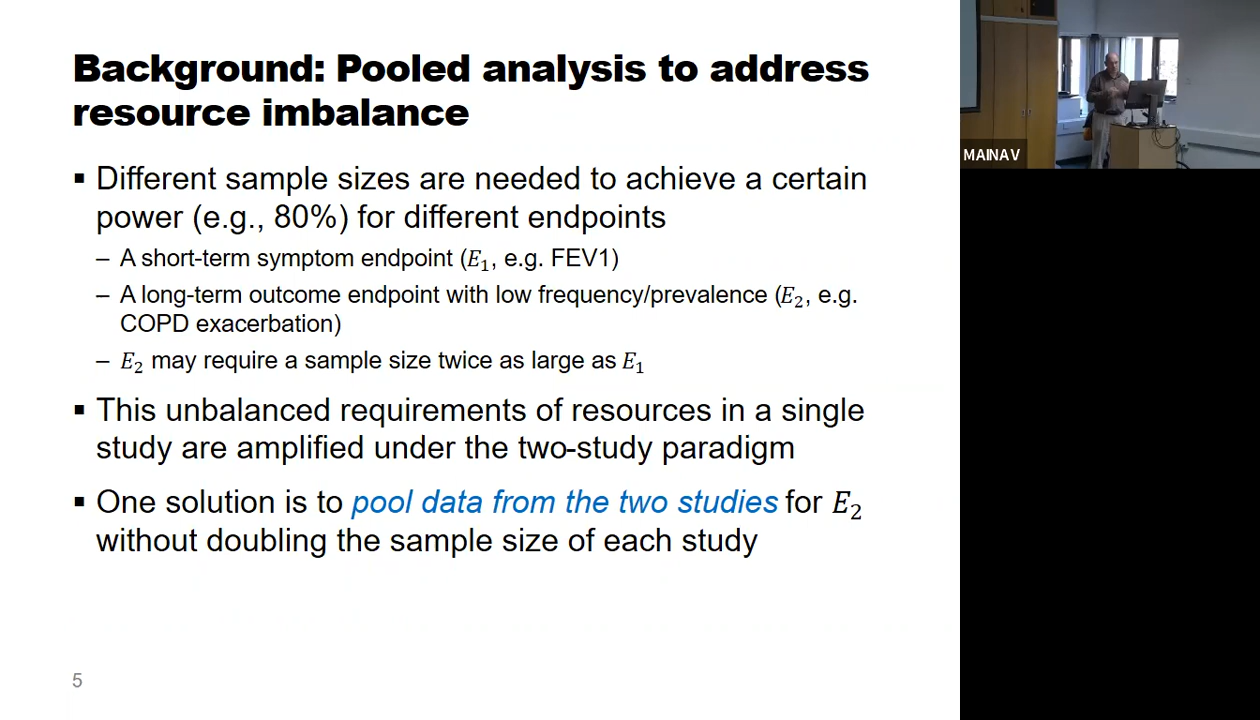 Background: Pooled analysis to address
resource imbalance
▪ Different sample sizes are needed to achieve a certain
power (e.g., 80%) for different endpoints
– A short-term symptom endpoint (E₁, e.g. FEV1)
– A long-term outcome endpoint with low frequency/prevalence (E₂, e.g.
COPD exacerbation)
– E₂ may require a sample size twice as large as E₁
▪ This unbalanced requirements of resources in a single
study are amplified under the two-study paradigm
▪ One solution is to pool data from the two studies for E₂
without doubling the sample size of each study
5
MAINAV